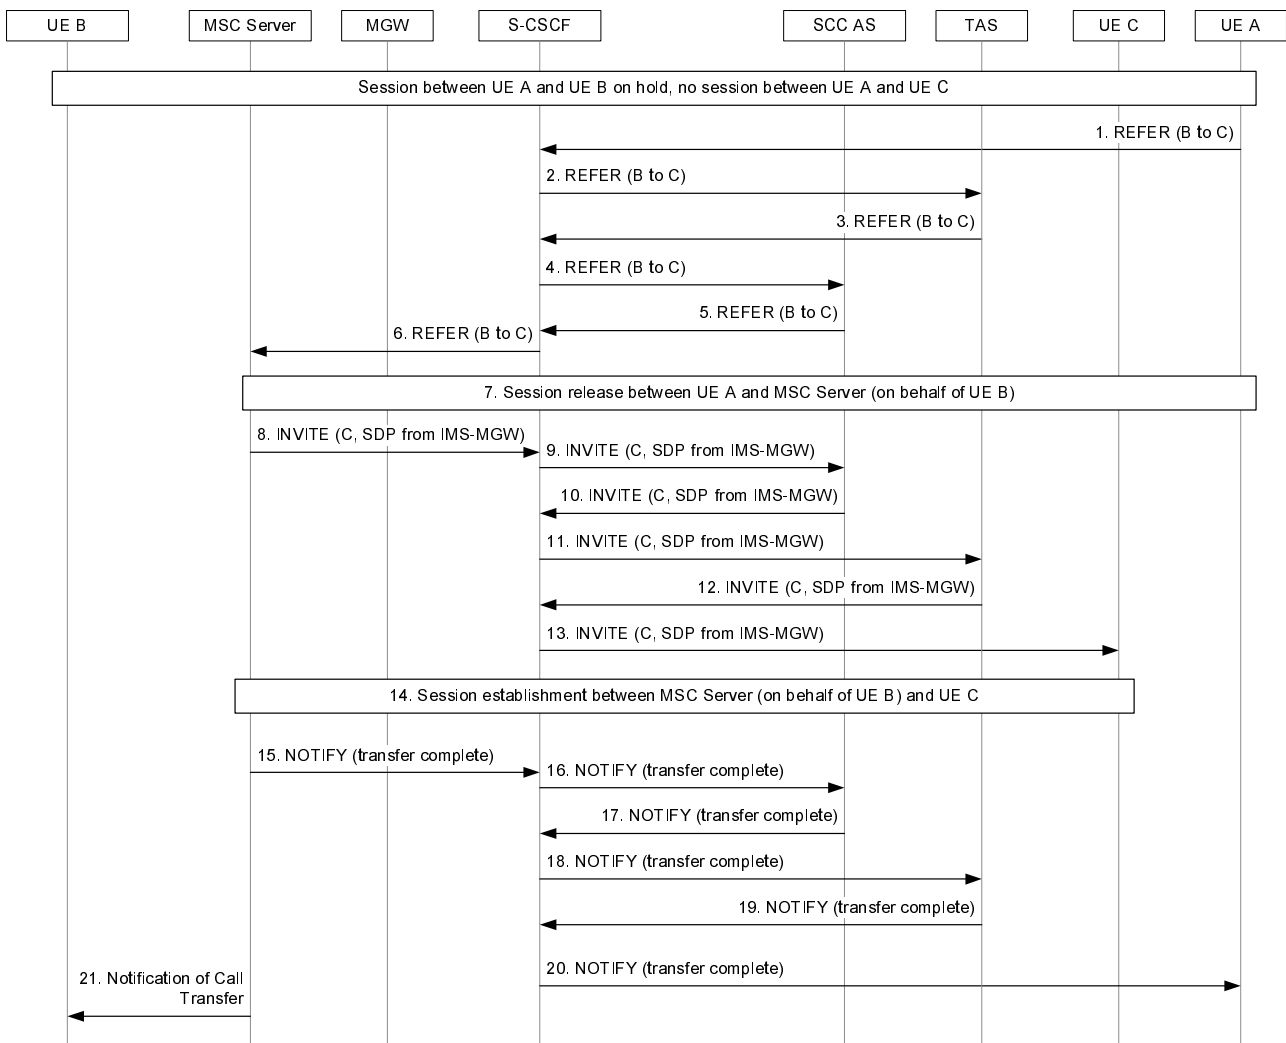 UE B
MSC Server
MGW
S-CSCF
SCC AS
TAS
UE C
UE A
Session between UE A and UE B on hold, no session between UE A and UE C
1. REFER (B to C)
2. REFER (B to C)
3. REFER (B to C)
4. REFER (B to C)
5. REFER (B to C)
6. REFER (B to C)
7. Session release between UE A and MSC Server (on behalf of UE B)
8. INVITE (C, SDP from IMS-MGW)
9. INVITE (C, SDP from IMS-MGW)
10. INVITE (C, SDP from IMS-MGW)
11. INVITE (C, SDP from IMS-MGW)
12. INVITE (C, SDP from IMS-MGW)
13. INVITE (C, SDP from IMS-MGW)
14. Session establishment between MSC Server (on behalf of UE B) and UE C
15. NOTIFY (transfer complete)
16. NOTIFY (transfer complete)
17. NOTIFY (transfer complete)
18. NOTIFY (transfer complete)
19. NOTIFY (transfer complete)
20. NOTIFY (transfer complete)
21. Notification of Call
Transfer